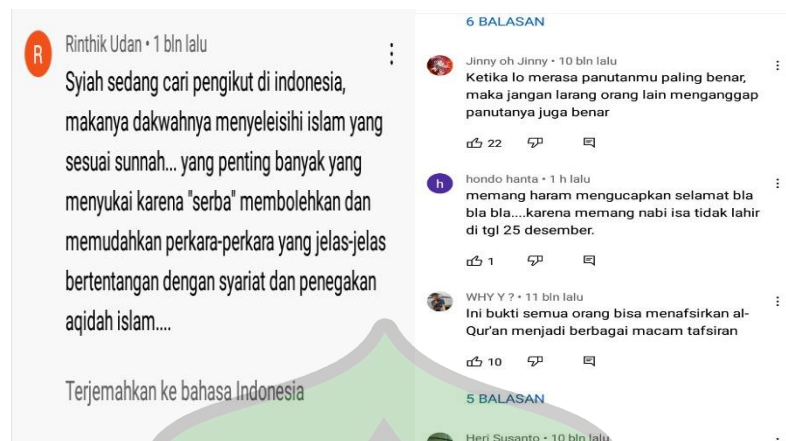 R
Rinthik Udan • 1 bln lalu
Syiah sedang cari pengikut di indonesia,
makanya dakwahnya menyeleisihi islam yang
sesuai sunnah... yang penting banyak yang
menyukai karena "serba" membolehkan dan
memudahkan perkara-perkara yang jelas-jelas
bertentangan dengan syariat dan penegakan
aqidah islam....
Terjemahkan ke bahasa Indonesia
6 BALASAN
Jinny oh Jinny • 10 bln lalu
Ketika lo merasa panutanmu paling benar,
maka jangan larang orang lain menganggap
panutanya juga benar
22
h
hondo hanta • 1 h lalu
memang haram mengucapkan selamat bla
bla bla....karena memang nabi isa tidak lahir
di tgl 25 desember.
1
WHY Y ? • 11 bln lalu
Ini bukti semua orang bisa menafsirkan al-
Qur'an menjadi berbagai macam tafsiran
10
5 BALASAN
Heri Susanto • 10 bln lalu